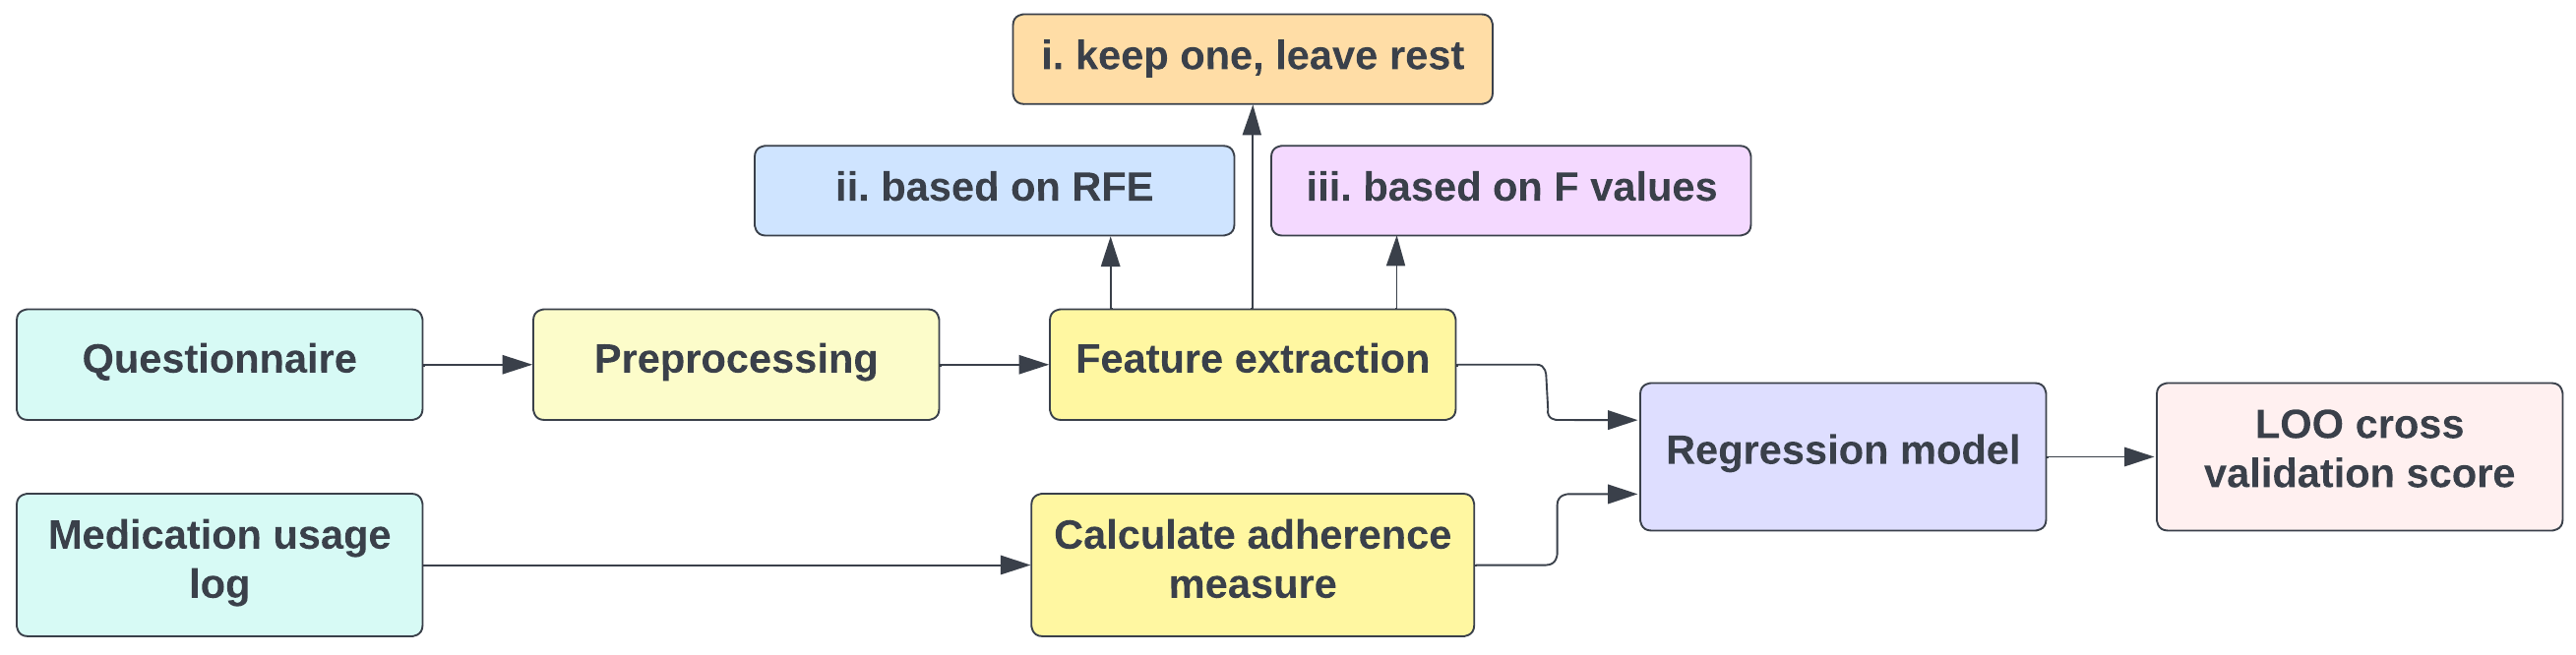 i. keep one, leave rest
ii. based on RFE
iii. based on F values
Questionnaire
Preprocessing
Feature extraction
Regression model
LOO cross
validation score
Medication usage
log
Calculate adherence
measure